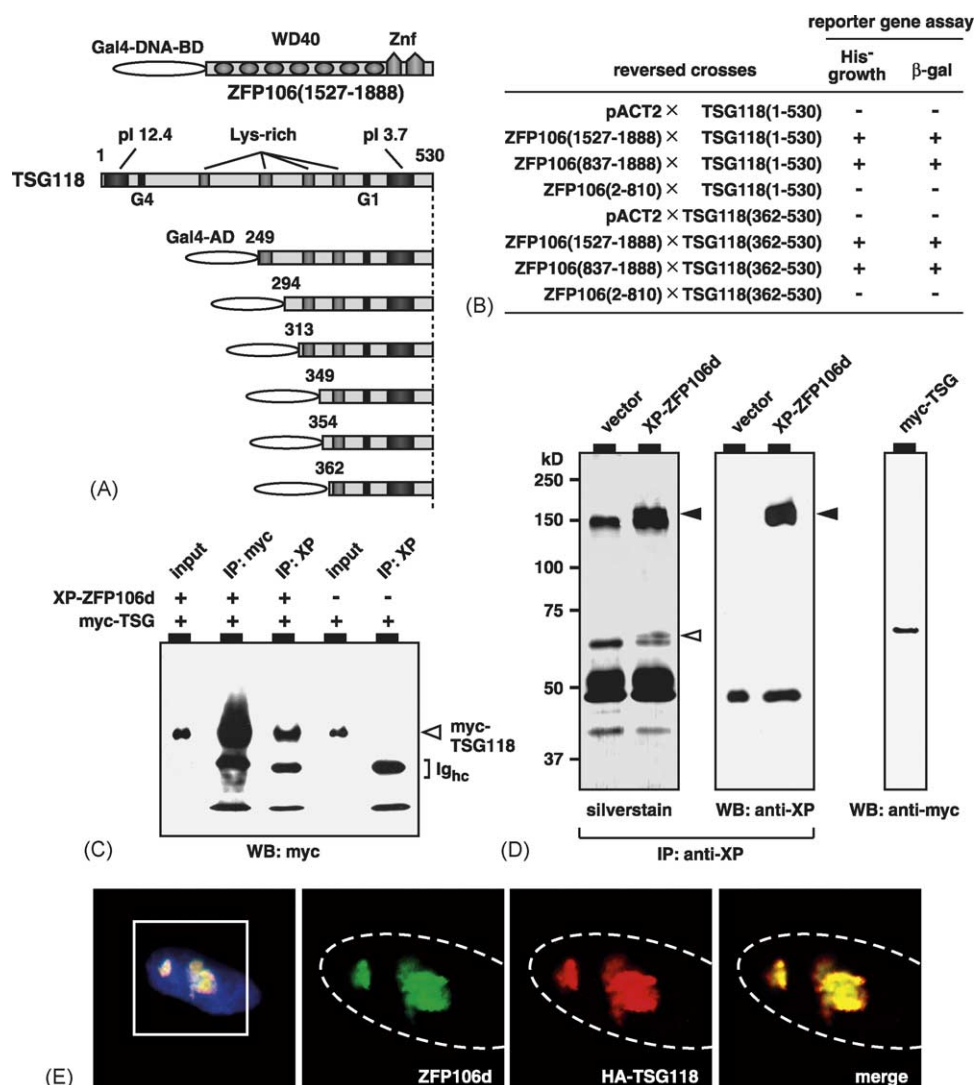 Gal4-DNA-BD WD40 Znf
ZFP106(1527-1888)
pI 12.4 Lys-rich pI 3.7
1 530
TSG118
G4 G1
Gal4-AD 249
294
313
349
354
362
(A)
reporter gene assay
reversed crosses His⁻ growth β-gal
pACT2 × TSG118(1-530) - -
ZFP106(1527-1888) × TSG118(1-530) + +
ZFP106(837-1888) × TSG118(1-530) + +
ZFP106(2-810) × TSG118(1-530) - -
pACT2 × TSG118(362-530) - -
ZFP106(1527-1888) × TSG118(362-530) + +
ZFP106(837-1888) × TSG118(362-530) + +
ZFP106(2-810) × TSG118(362-530) - -
(B)
input IP: myc IP: XP input IP: XP
XP-ZFP106d + + + - -
myc-TSG + + + + +
myc-
TSG118
Ighc
WB: myc
(C)
vector XP-ZFP106d vector XP-ZFP106d myc-TSG
kD
250
150
100
75
50
37
silverstain WB: anti-XP WB: anti-myc
IP: anti-XP
(D)
ZFP106d HA-TSG118 merge
(E)